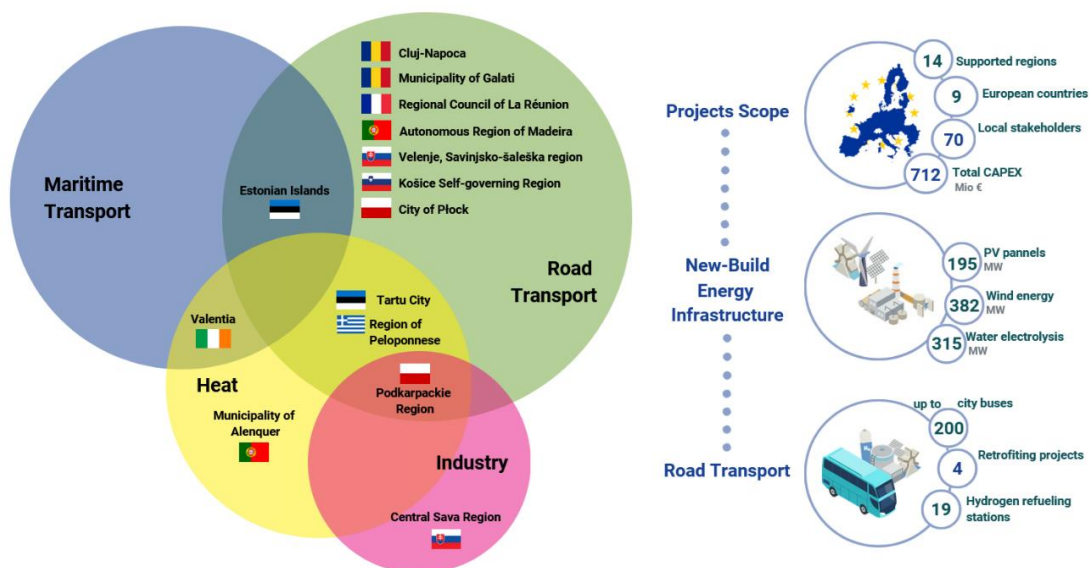 Maritime
Transport
Estonian Islands
Cluj-Napoca
Municipality of Galati
Regional Council of La Réunion
Autonomous Region of Madeira
Velenje, Savinjsko-šaleška region
Košice Self-governing Region
City of Płock
Road
Transport
Valentia
Tartu City
Region of
Peloponnese
Heat
Podkarpackie
Region
Municipality of
Alenquer
Industry
Central Sava Region
Projects Scope
14 Supported regions
9 European countries
70 Local stakeholders
712 Total CAPEX
Mio €
New-Build
Energy
Infrastructure
195 PV pannels
MW
382 Wind energy
MW
315 Water electrolysis
MW
Road Transport
up to city buses
200
Retrofiting projects
4
19 Hydrogen refueling
stations